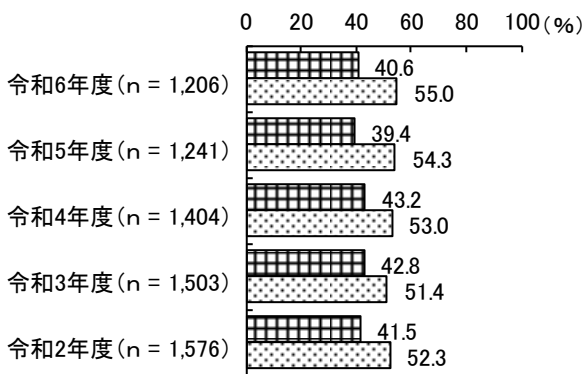 0 20 40 60 80 100(%)
令和6年度(n = 1,206) 40.6
55.0
令和5年度(n = 1,241) 39.4
54.3
令和4年度(n = 1,404) 43.2
53.0
令和3年度(n = 1,503) 42.8
51.4
令和2年度(n = 1,576) 41.5
52.3